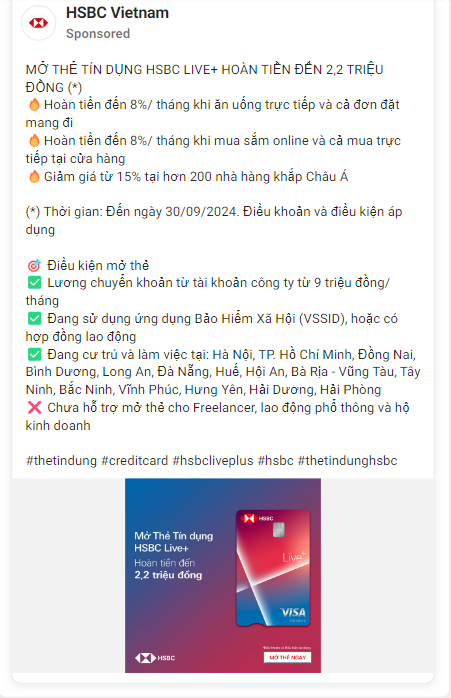 HSBC Vietnam
Sponsored
MỞ THẺ TÍN DỤNG HSBC LIVE+ HOÀN TIỀN ĐẾN 2,2 TRIỆU
ĐỒNG (*)
🔥 Hoàn tiền đến 8%/ tháng khi ăn uống trực tiếp và cả đơn đặt
mang đi
🔥 Hoàn tiền đến 8%/ tháng khi mua sắm online và cả mua trực
tiếp tại cửa hàng
🔥 Giảm giá từ 15% tại hơn 200 nhà hàng khắp Châu Á
(*) Thời gian: Đến ngày 30/09/2024. Điều khoản và điều kiện áp
dụng
🎯 Điều kiện mở thẻ
✅ Lương chuyển khoản từ tài khoản công ty từ 9 triệu đồng/
tháng
✅ Đang sử dụng ứng dụng Bảo Hiểm Xã Hội (VSSID), hoặc có
hợp đồng lao động
✅ Đang cư trú và làm việc tại: Hà Nội, TP. Hồ Chí Minh, Đồng Nai,
Bình Dương, Long An, Đà Nẵng, Huế, Hội An, Bà Rịa - Vũng Tàu, Tây
Ninh, Bắc Ninh, Vĩnh Phúc, Hưng Yên, Hải Dương, Hải Phòng
❌ Chưa hỗ trợ mở thẻ cho Freelancer, lao động phổ thông và hộ
kinh doanh
#thetindung #creditcard #hsbcliveplus #hsbc #thetindunghsbc
Mở Thẻ Tín dụng
HSBC Live+
Hoàn tiền đến
2,2 triệu đồng
HSBC
Live+
VISA
HSBC
MỞ THẺ NGAY